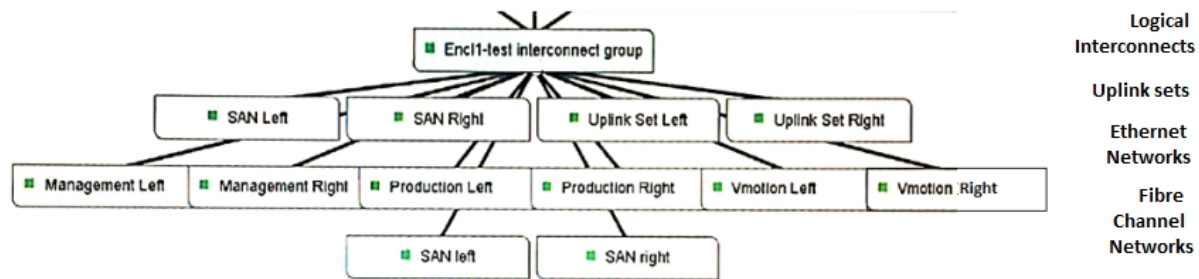 Logical
Interconnects
Encl1-test interconnect group
Uplink sets
SAN Left
SAN Right
Uplink Set Left
Uplink Set Right
Ethernet
Networks
Management Left
Management Right
Production Left
Production Right
Vmotion Left
Vmotion :Right
Fibre
Channel
Networks
SAN left
SAN right